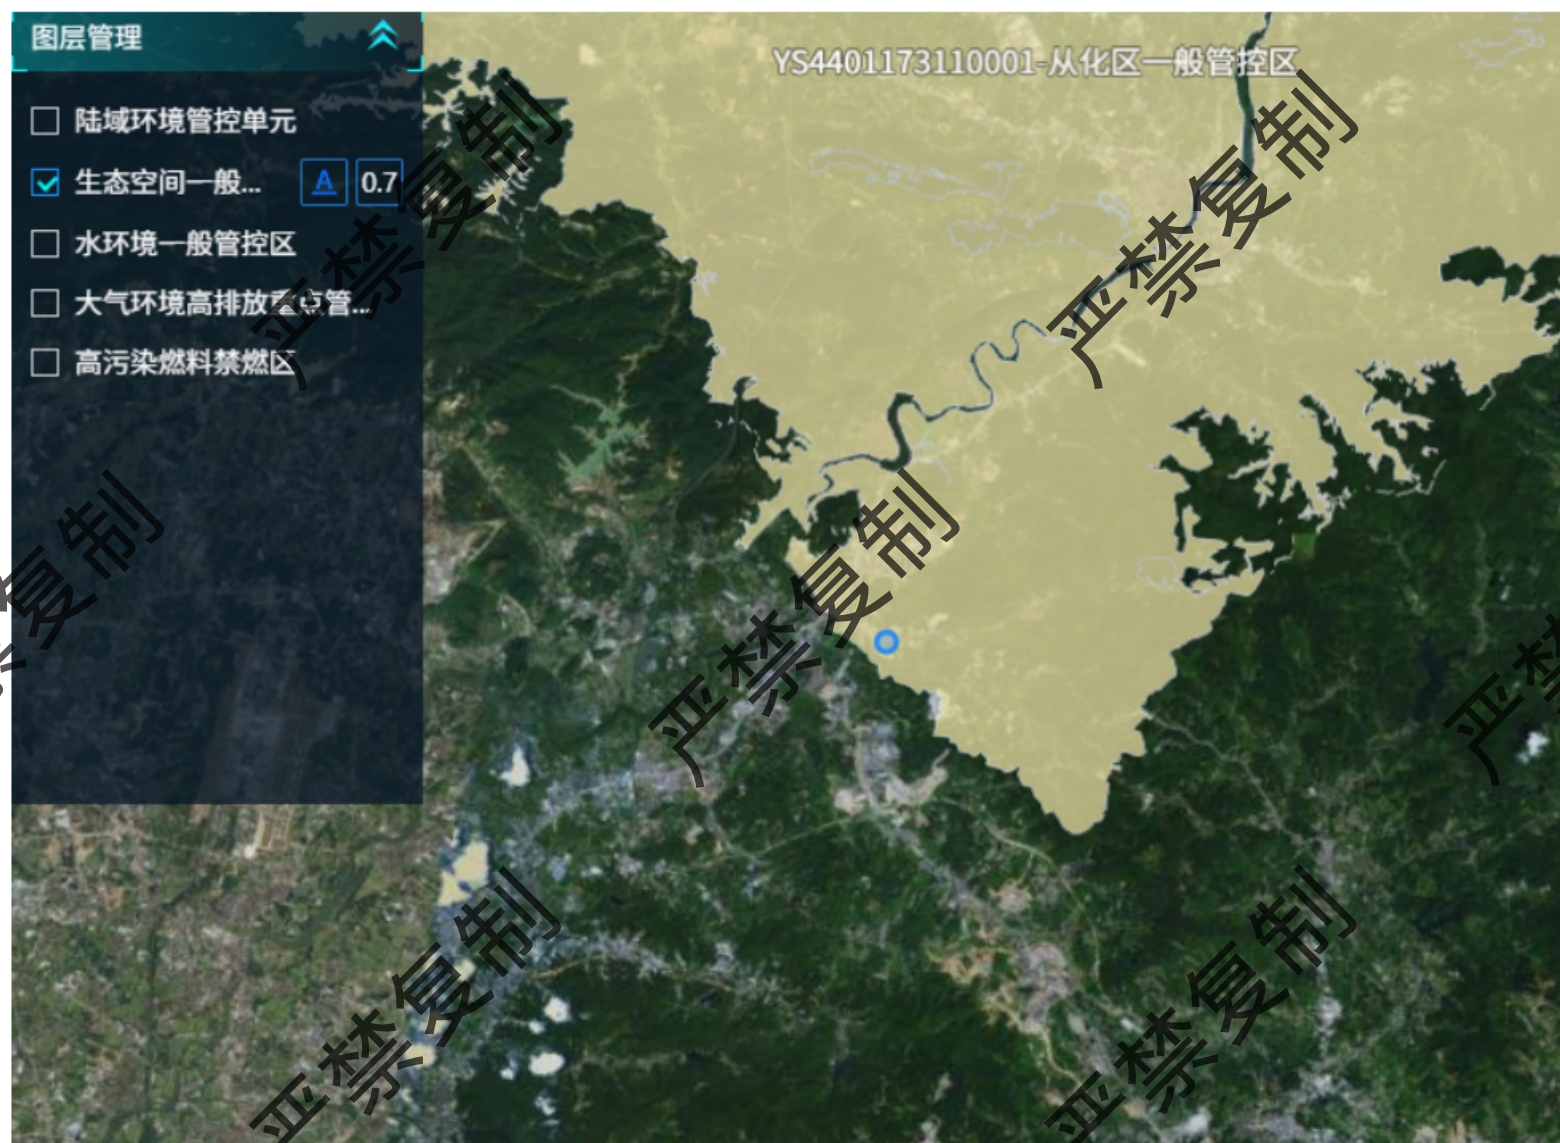 图层管理
YS4401173110001-从化区一般管控区
陆域环境管控单元
生态空间一般... A 0.7
水环境一般管控区
大气环境高排放重点管...
高污染燃料禁燃区
严禁复制
严禁复制
严禁复制
严禁复制
严禁复制
严禁复制
严禁